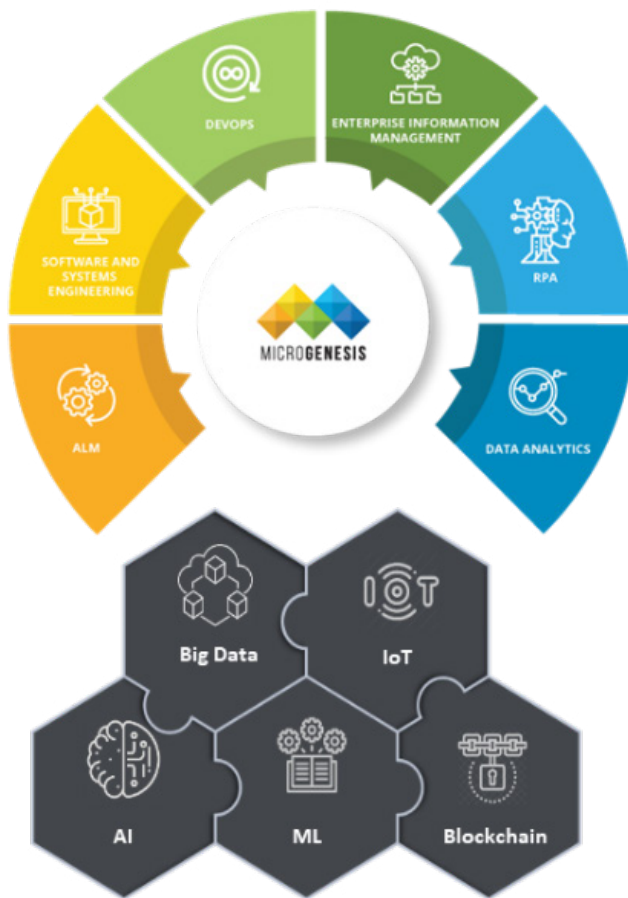 DEVOPS
ENTERPRISE INFORMATION
MANAGEMENT
SOFTWARE AND
SYSTEMS
ENGINEERING
RPA
MICROGENESIS
ALM
DATA ANALYTICS
IOT
Big Data
IoT
AI
ML
Blockchain